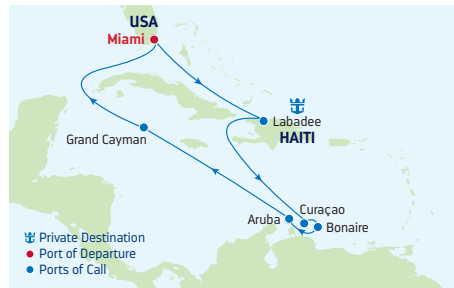 USA
Miami
Labadee
HAITI
Grand Cayman
Curaçao
Aruba
Bonaire
Private Destination
Port of Departure
Ports of Call